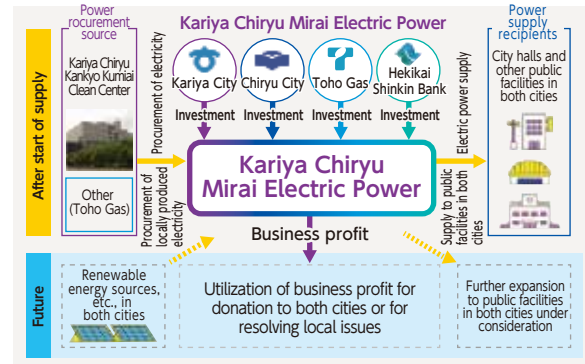 Kariya Chiryu Mirai Electric Power
Power
procurement
source
Kariya Chiryu
Kankyo Kumiai
Clean Center
Other
(Toho Gas)
After start of supply
Procurement of electricity
Procurement of
locally produced
electricity
Kariya City
Chiryu City
Toho Gas
Hekikai
Shinkin Bank
Investment
Investment
Investment
Investment
Kariya Chiryu
Mirai Electric Power
Electric power supply
Supply to public
facilities in both
cities
Power
supply
recipients
City halls and
other public
facilities in
both cities
Business profit
Future
Renewable
energy sources,
etc., in
both cities
Utilization of business profit for
donation to both cities or for
resolving local issues
Further expansion
to public facilities
in both cities under
consideration